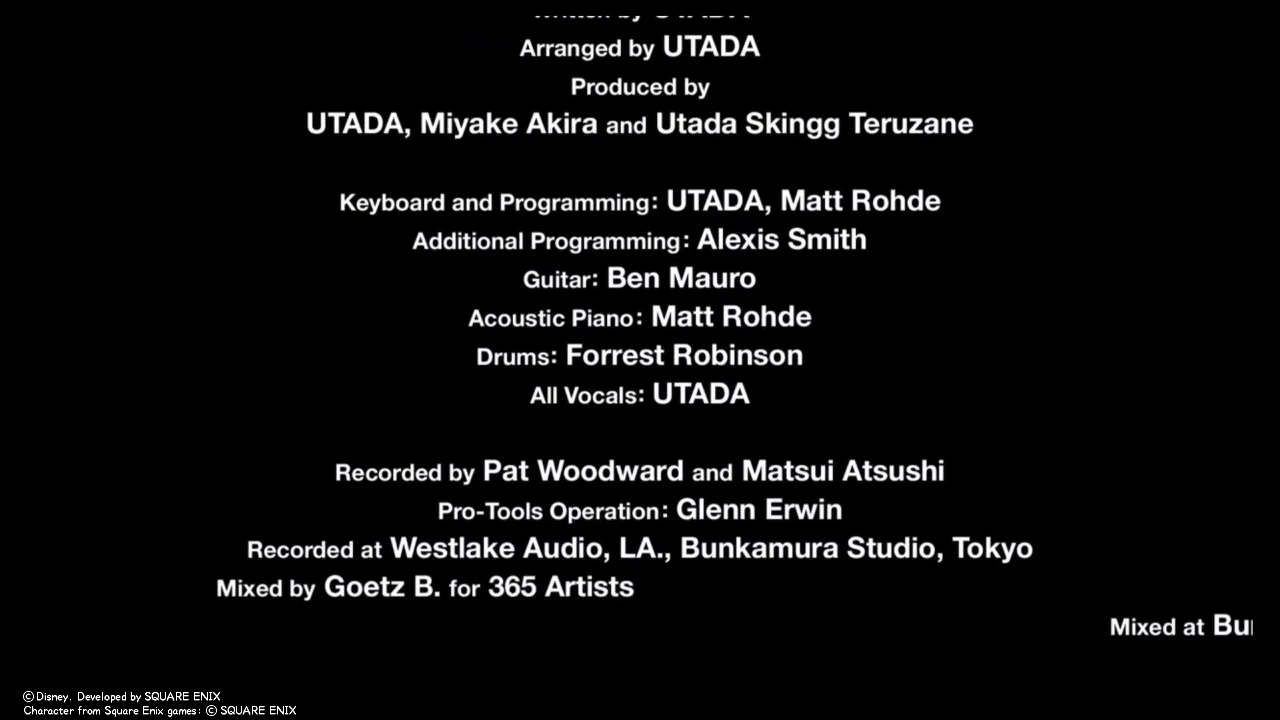 Arranged by UTADA
Produced by
UTADA, Miyake Akira and Utada Skingg Teruzane
Keyboard and Programming: UTADA, Matt Rohde
Additional Programming: Alexis Smith
Guitar: Ben Mauro
Acoustic Piano: Matt Rohde
Drums: Forrest Robinson
All Vocals: UTADA
Recorded by Pat Woodward and Matsui Atsushi
Pro-Tools Operation: Glenn Erwin
Recorded at Westlake Audio, LA., Bunkamura Studio, Tokyo
Mixed by Goetz B. for 365 Artists
Mixed at
© Disney. Developed by SQUARE ENIX
Character from Square Enix games: © SQUARE ENIX